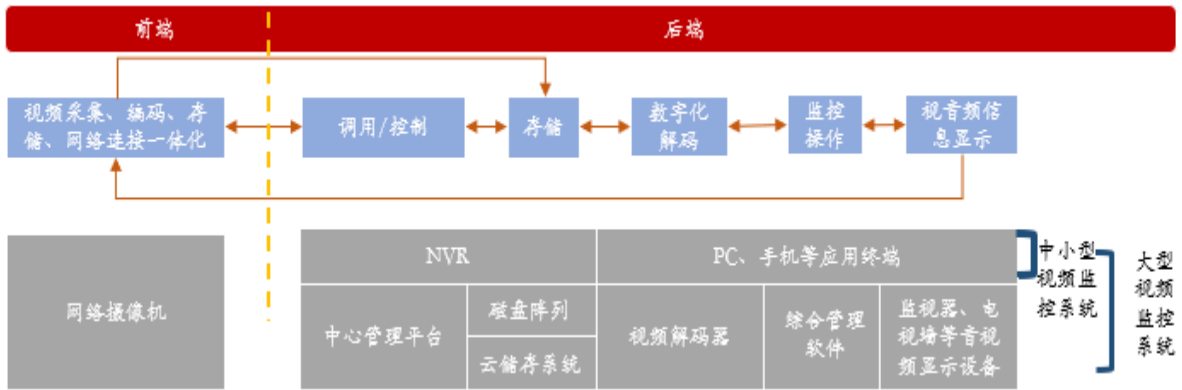 前端
后端
视频采集、编码、存
储、网络连接一体化
调用/控制
存储
数字化
解码
监控
操作
视音频信
息显示
网络摄像机
NVR
PC、手机等应用终端
中心管理平台
磁盘阵列
云储存系统
视频解码器
综合管理
软件
监视器、电
视墙等音视
频显示设备
中小型
视频监
控系统
大型
视频
监控
系统